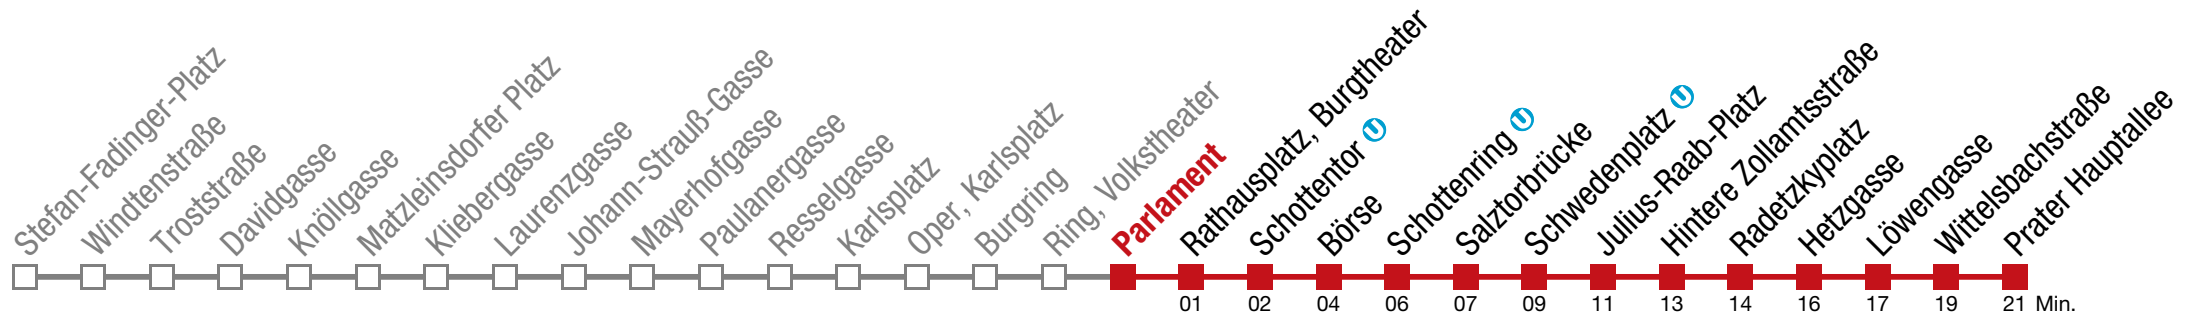 Stefan-Fadinger-Platz
Windtenstraße
Troststraße
Davidgasse
Knöllgasse
Matzleinsdorfer Platz
Kliebergasse
Laurenzgasse
Johann-Strauß-Gasse
Mayerhofgasse
Paulanergasse
Resselgasse
Karlsplatz
Oper, Karlsplatz
Burgring
Ring, Volkstheater
Parlament
Rathausplatz, Burgtheater
Schottentor U
Börse
Schottenring U
Salztorbrücke
Schwedenplatz U
Julius-Raab-Platz
Hintere Zollamtsstraße
Radetzkyplatz
Hetzgasse
Löwengasse
Wittelsbachstraße
Prater Hauptallee
01 02 04 06 07 09 11 13 14 16 17 19 21 Min.